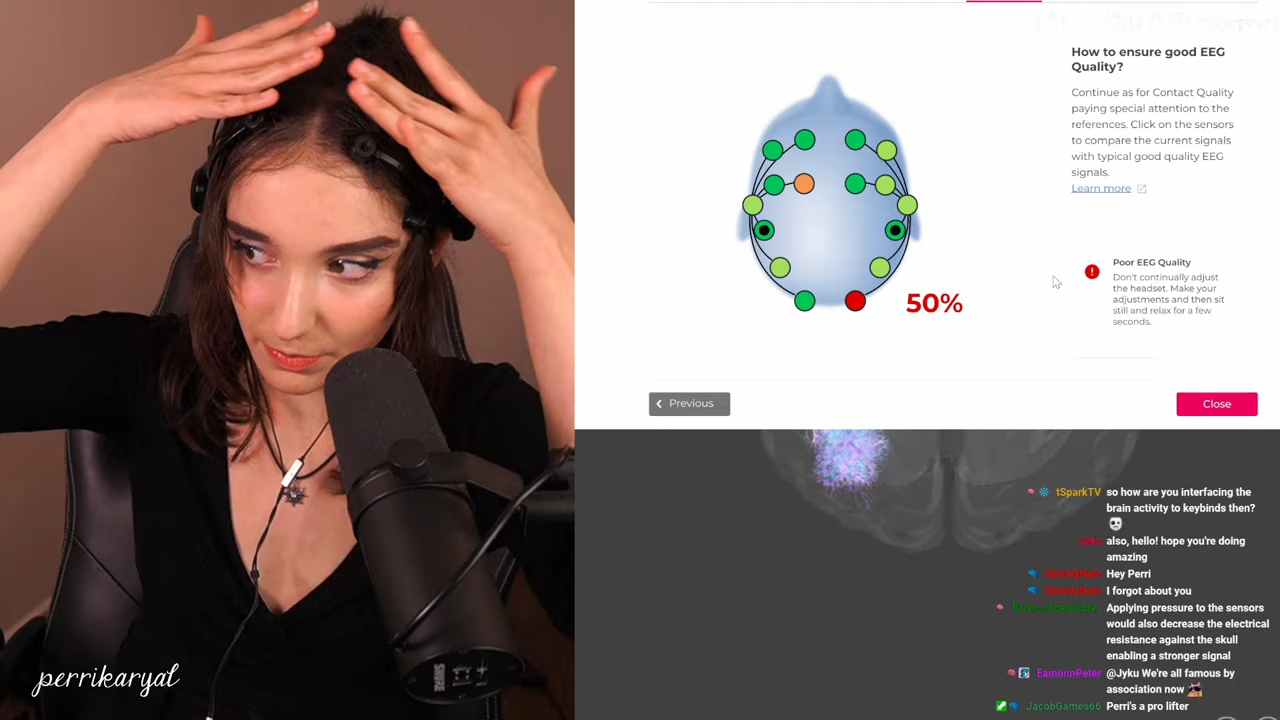 How to ensure good EEG
Quality?
Continue as for Contact Quality
paying special attention to the
references. Click on the sensors
to compare the current signals
with typical good quality EEG
signals.
Learn more
Poor EEG Quality
Don't continually adjust
the headset. Make your
adjustments and then sit
still and relax for a few
seconds.
50%
Previous
Close
tSparkTV so how are you interfacing the
brain activity to keybinds then?
also, hello! hope you're doing
amazing
Hey Perri
I forgot about you
Applying pressure to the sensors
would also decrease the electrical
resistance against the skull
enabling a stronger signal
EamonnPeter @Jyku We're all famous by
association now
JacobGames66 Perri's a pro lifter
perrikaryal
SHURE